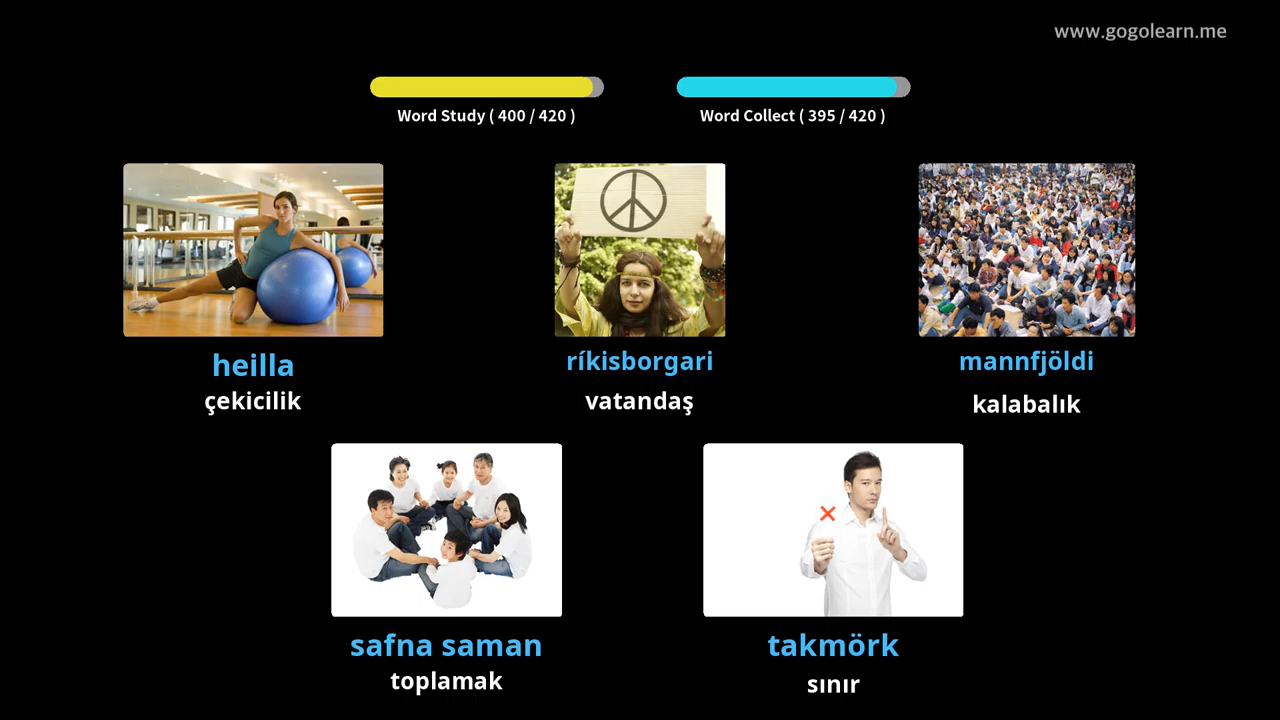 www.gogolearn.me
Word Study ( 400 / 420 )
Word Collect ( 395 / 420 )
heilla
çekicilik
ríkisborgari
vatandaş
mannfjöldi
kalabalık
safna saman
toplamak
takmörk
sınır